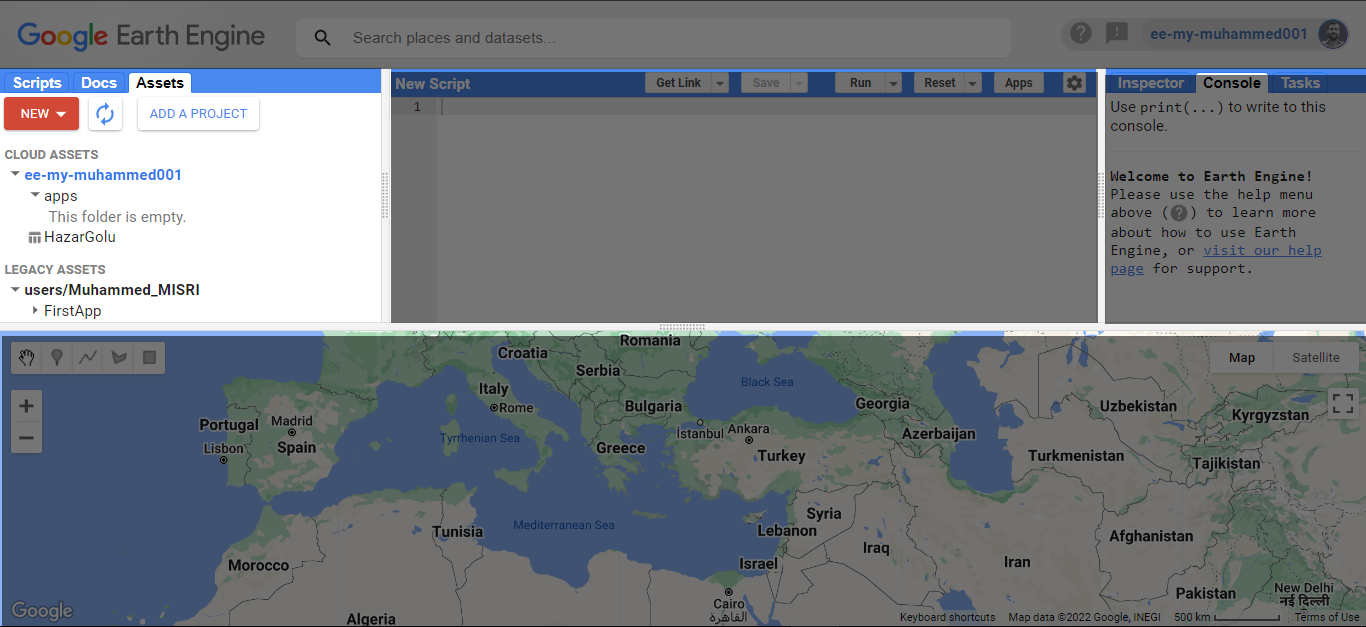 Google Earth Engine
Search places and datasets...
ee-my-muhammed001
Scripts Docs Assets
NEW
ADD A PROJECT
CLOUD ASSETS
ee-my-muhammed001
apps
This folder is empty.
HazarGolu
LEGACY ASSETS
users/Muhammed_MISRI
FirstApp
New Script
Get Link Save Run Reset Apps
1
Inspector Console Tasks
Use print(...) to write to this
console.
Welcome to Earth Engine!
Please use the help menu
above (?) to learn more
about how to use Earth
Engine, or visit our help
page for support.
Map Satellite
Romania
Croatia
Serbia
Black Sea
Italy
Rome
Bulgaria
Georgia
Uzbekistan
Kyrgyzstan
Portugal
Madrid
Lisbon
Spain
Tyrrhenian Sea
Greece
İstanbul
Ankara
Turkey
Azerbaijan
Turkmenistan
Tajikistan
Tunisia
Mediterranean Sea
Syria
Lebanon
Iraq
Afghanistan
Morocco
Israel
Iran
Cairo
القاهرة
Pakistan
New Delhi
नई दिल्ली
Algeria
Google
Keyboard shortcuts Map data ©2022 Google, INEGI 500 km Terms of Use